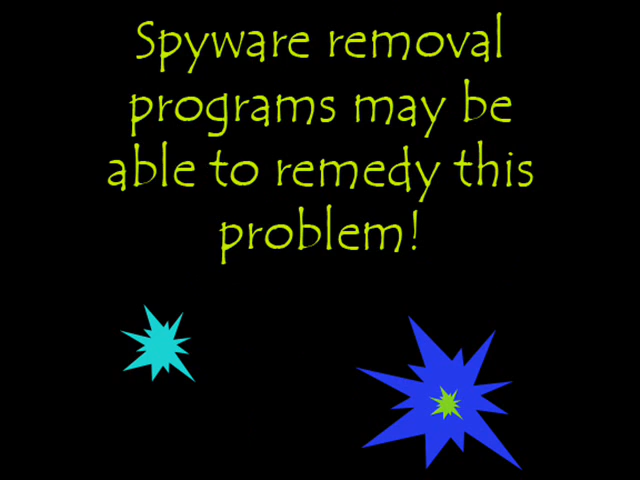 Spyware removal
programs may be
able to remedy this
problem!